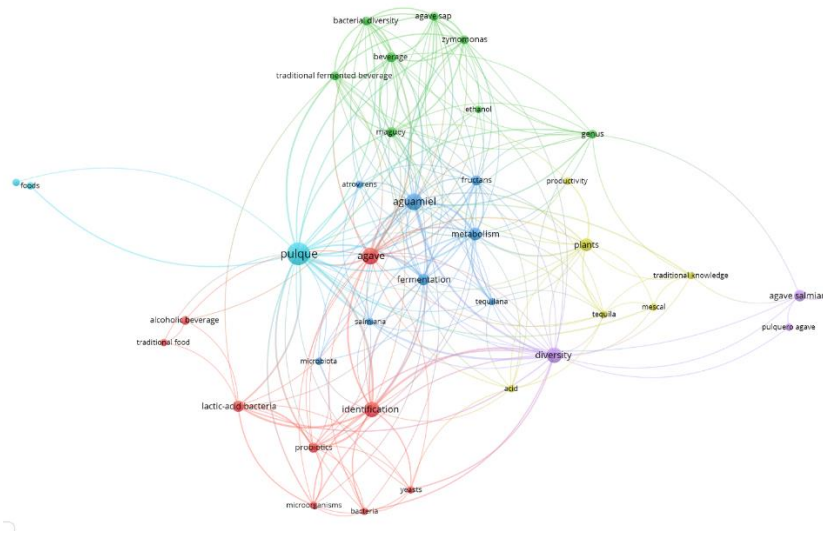 agave sap
bacterial diversity
zymomonas
beverage
traditional fermented beverage
ethanol
maguey
genus
fructans
productivity
atrovirens
foods
aguamiel
metabolism
plants
pulque
agave
traditional knowledge
fermentation
agave salmian
tequilana
mescal
tequila
alcoholic beverage
salmiana
pulquero agave
traditional food
diversity
microbiota
acid
lactic-acid bacteria
identification
probiotics
yeasts
microorganisms
bacteria